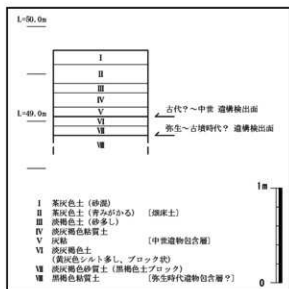 L=50.0m
I
II
III
IV
L=49.0m
V
古代?～中世 遺構検出面
VI
VII
弥生～古墳時代? 遺構検出面
VIII
1m
0
I 茶灰色土（砂混）
II 茶灰色土（青みがかる）［畑床土］
III 淡褐色土（砂多し）
IV 淡灰褐色粘質土
V 灰粘 ［中世遺物包含層］
VI 淡灰褐色土
(黄灰色シルト多し、ブロック状)
VII 淡灰褐色砂質土（黒褐色土ブロック）
VIII 黒褐色粘質土 ［弥生時代遺物包含層?］